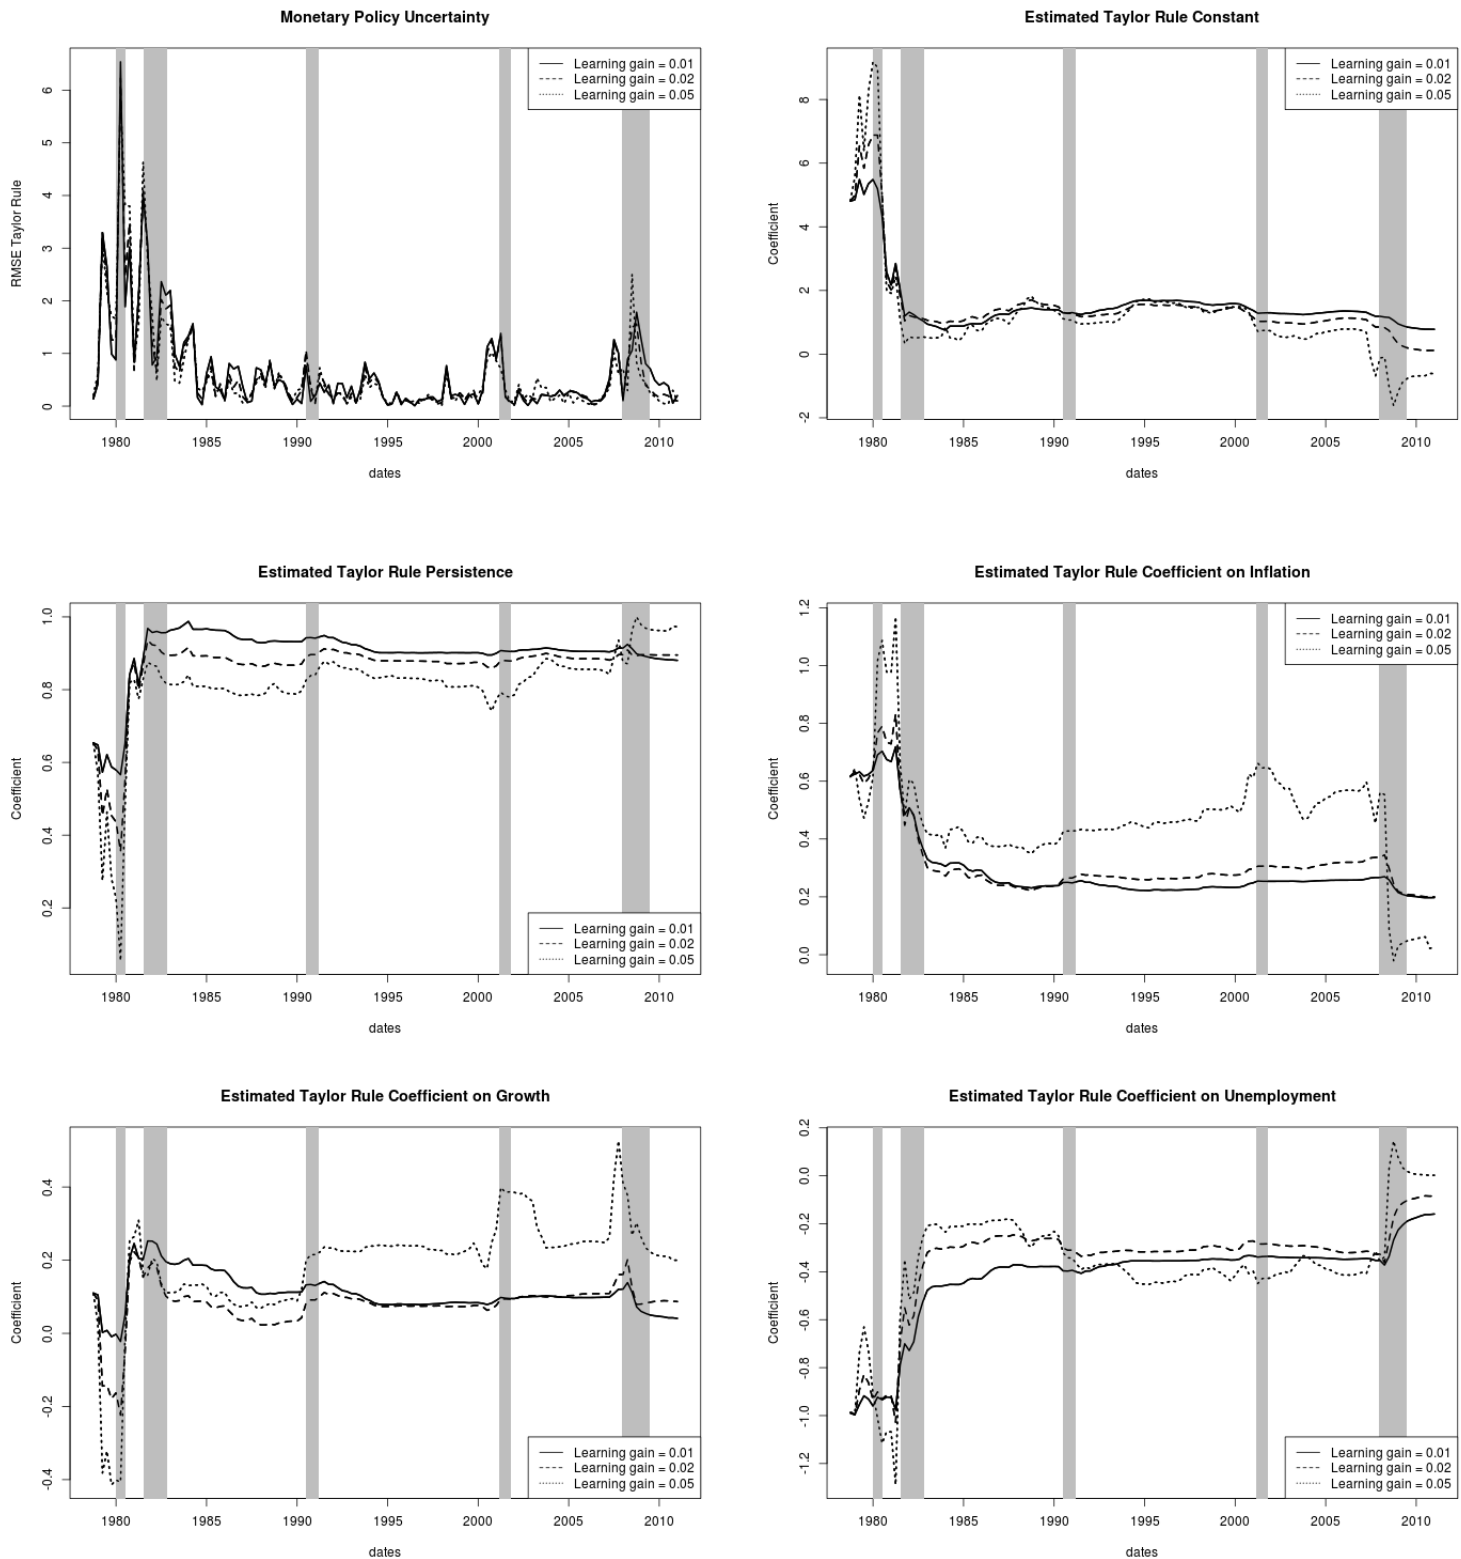 Monetary Policy Uncertainty
Learning gain = 0.01
Learning gain = 0.02
Learning gain = 0.05
RMSE Taylor Rule
6
5
4
3
2
1
0
1980 1985 1990 1995 2000 2005 2010
dates
Estimated Taylor Rule Constant
Learning gain = 0.01
Learning gain = 0.02
Learning gain = 0.05
Coefficient
8
6
4
2
0
-2
1980 1985 1990 1995 2000 2005 2010
dates
Estimated Taylor Rule Persistence
Coefficient
1.0
0.8
0.6
0.4
0.2
Learning gain = 0.01
Learning gain = 0.02
Learning gain = 0.05
1980 1985 1990 1995 2000 2005 2010
dates
Estimated Taylor Rule Coefficient on Inflation
Learning gain = 0.01
Learning gain = 0.02
Learning gain = 0.05
Coefficient
1.2
1.0
0.8
0.6
0.4
0.2
0.0
1980 1985 1990 1995 2000 2005 2010
dates
Estimated Taylor Rule Coefficient on Growth
Coefficient
0.4
0.2
0.0
-0.2
-0.4
Learning gain = 0.01
Learning gain = 0.02
Learning gain = 0.05
1980 1985 1990 1995 2000 2005 2010
dates
Estimated Taylor Rule Coefficient on Unemployment
Coefficient
0.2
0.0
-0.2
-0.4
-0.6
-0.8
-1.0
-1.2
Learning gain = 0.01
Learning gain = 0.02
Learning gain = 0.05
1980 1985 1990 1995 2000 2005 2010
dates